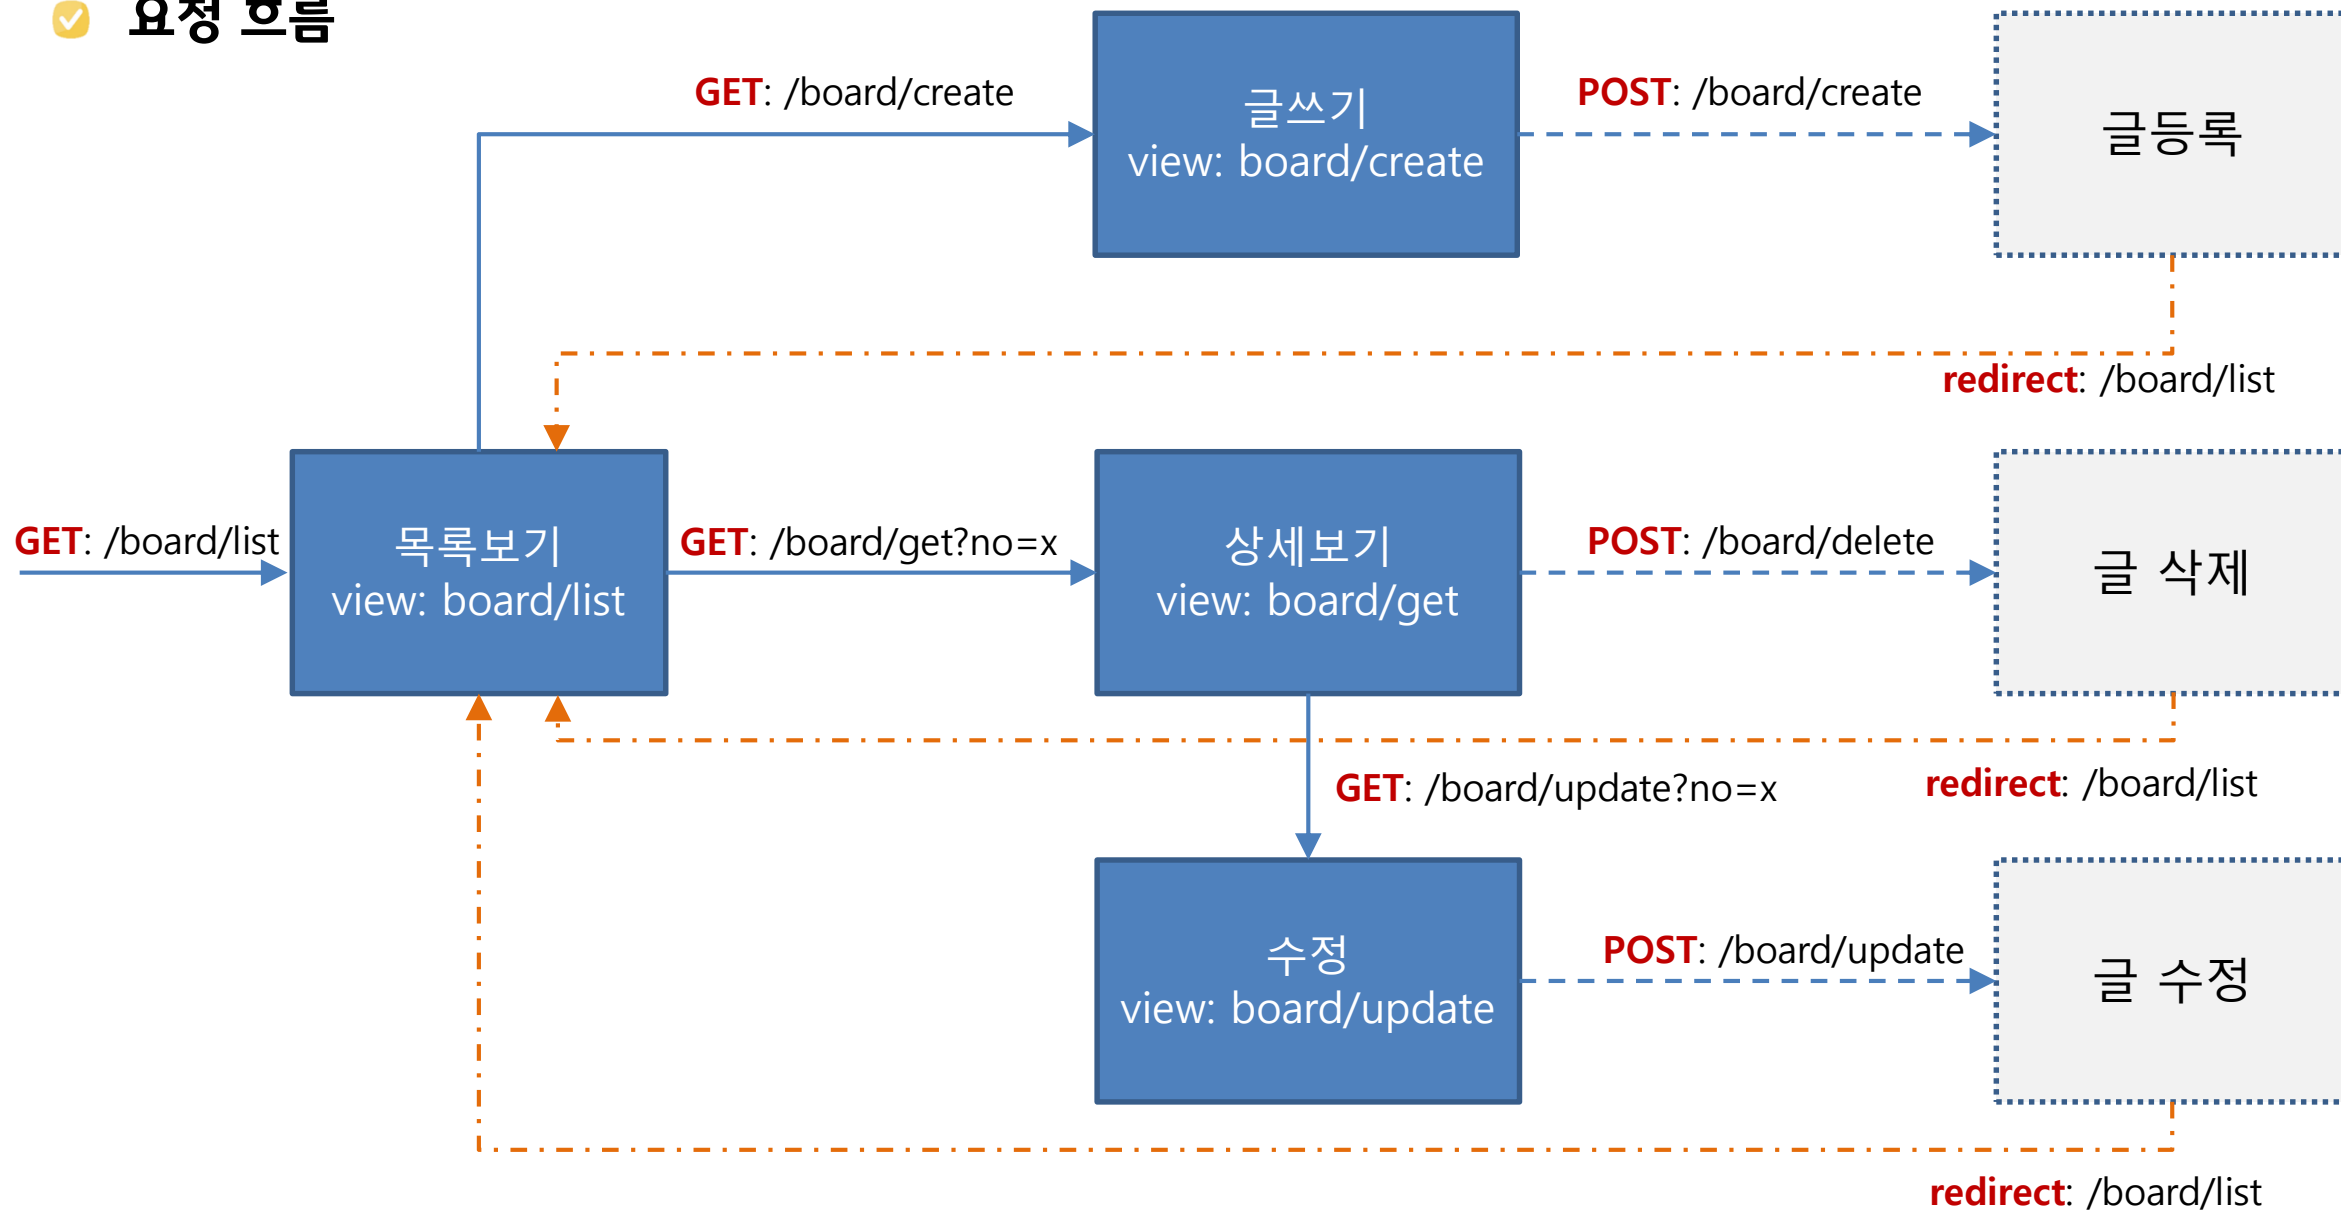 요청 흐름
GET: /board/create
글쓰기
view: board/create
POST: /board/create
글등록
redirect: /board/list
GET: /board/list
목록보기
view: board/list
GET: /board/get?no=x
상세보기
view: board/get
POST: /board/delete
글 삭제
redirect: /board/list
GET: /board/update?no=x
수정
view: board/update
POST: /board/update
글 수정
redirect: /board/list